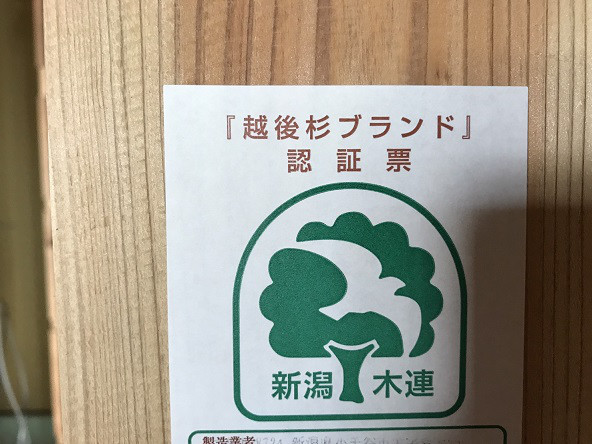 『越後杉ブランド』
認証票
新潟 木連
製造業者